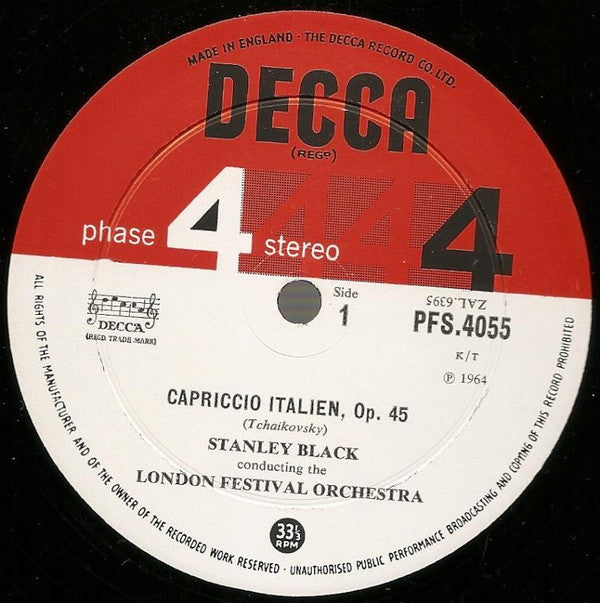 MADE IN ENGLAND · THE DECCA RECORD CO. LTD.
DECCA
(REGD)
phase 4 stereo
4 4 4
Side
1
ZAL.6395
PFS.4055
DECCA
(REGD. TRADE MARK)
K/T
℗ 1964
CAPRICCIO ITALIEN, Op. 45
(Tchaikovsky)
STANLEY BLACK
conducting the
LONDON FESTIVAL ORCHESTRA
33⅓
RPM
ALL RIGHTS OF THE MANUFACTURER AND OF THE OWNER OF THE RECORDED WORK RESERVED · UNAUTHORISED PUBLIC PERFORMANCE BROADCASTING AND COPYING OF THIS RECORD PROHIBITED